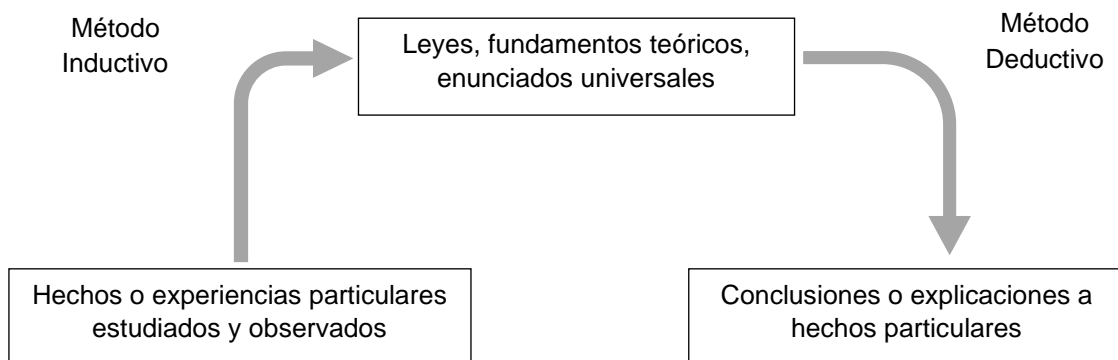 Método
Inductivo
Leyes, fundamentos teóricos,
enunciados universales
Método
Deductivo
Hechos o experiencias particulares
estudiados y observados
Conclusiones o explicaciones a
hechos particulares